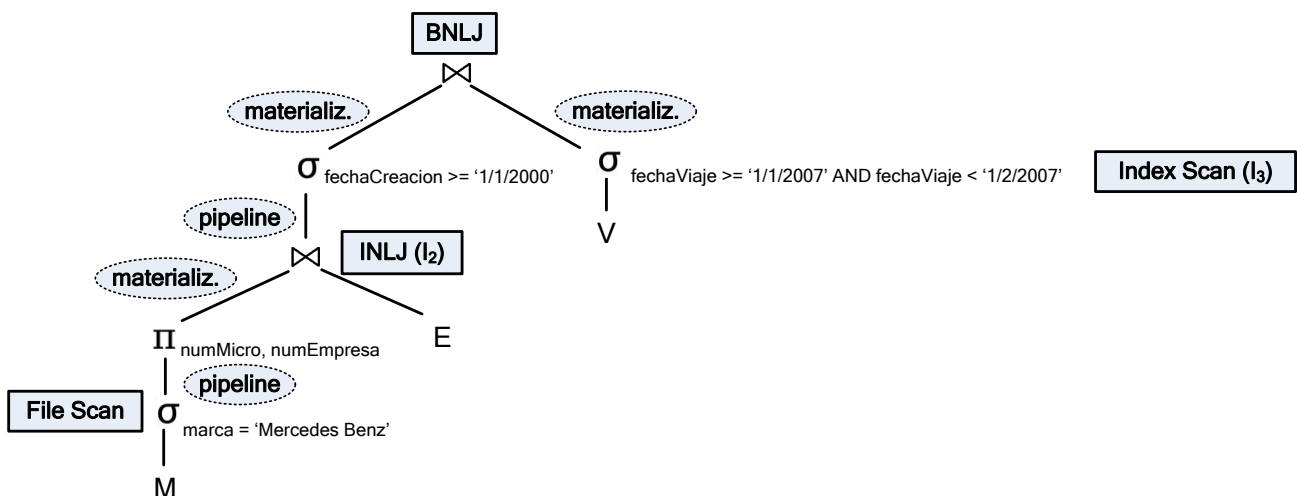 BNLJ
⋈
materializ.
materializ.
σ fechaCreacion >= ‘1/1/2000’
σ fechaViaje >= ‘1/1/2007’ AND fechaViaje < ‘1/2/2007’
Index Scan (I₃)
pipeline
V
⋈
INLJ (I₂)
materializ.
π numMicro, numEmpresa
E
pipeline
File Scan
σ marca = ‘Mercedes Benz’
M